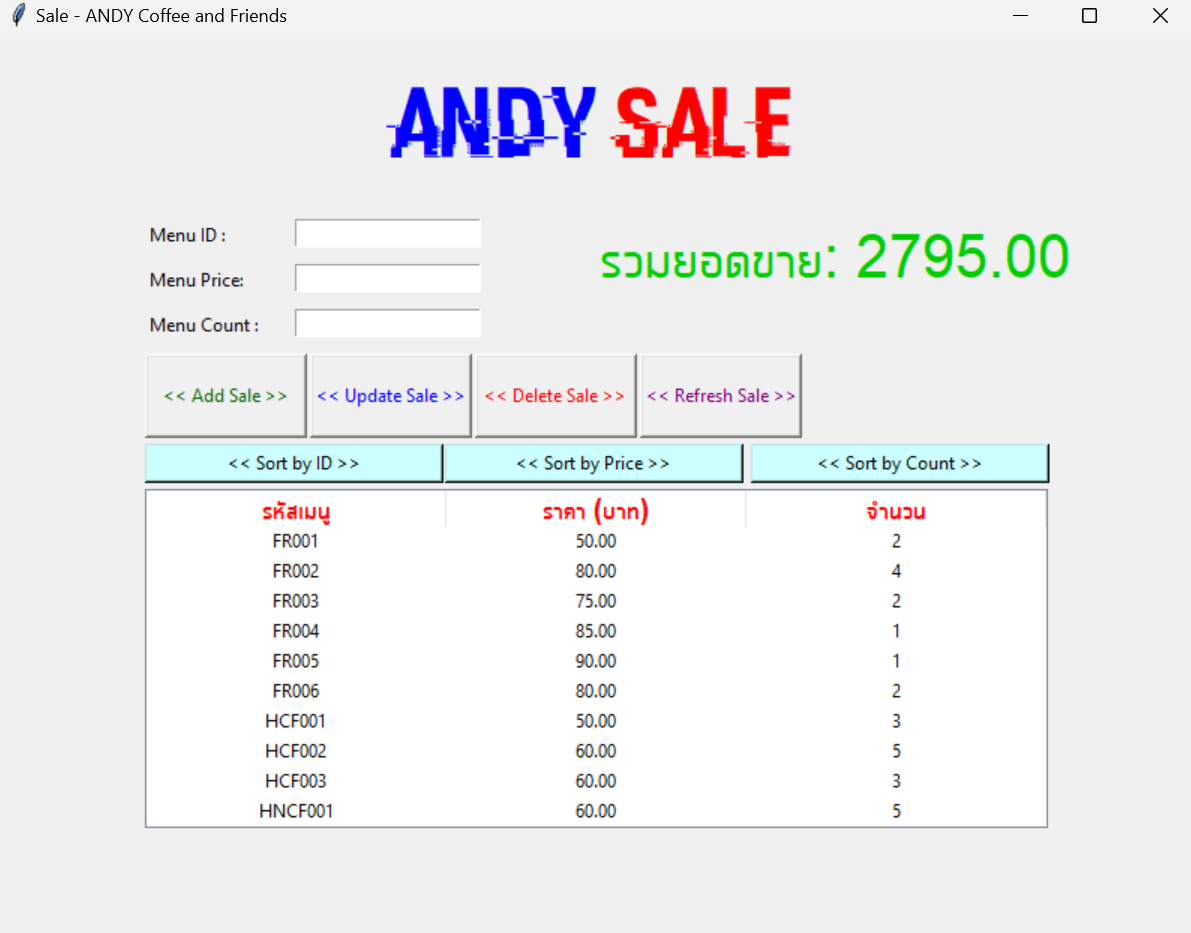 Sale - ANDY Coffee and Friends
ANDY SALE
Menu ID :
รวมยอดขาย: 2795.00
Menu Price:
Menu Count :
<< Add Sale >> << Update Sale >> << Delete Sale >> << Refresh Sale >>
<< Sort by ID >> << Sort by Price >> << Sort by Count >>
รหัสเมนู ราคา (บาท) จำนวน
FR001 50.00 2
FR002 80.00 4
FR003 75.00 2
FR004 85.00 1
FR005 90.00 1
FR006 80.00 2
HCF001 50.00 3
HCF002 60.00 5
HCF003 60.00 3
HNCF001 60.00 5